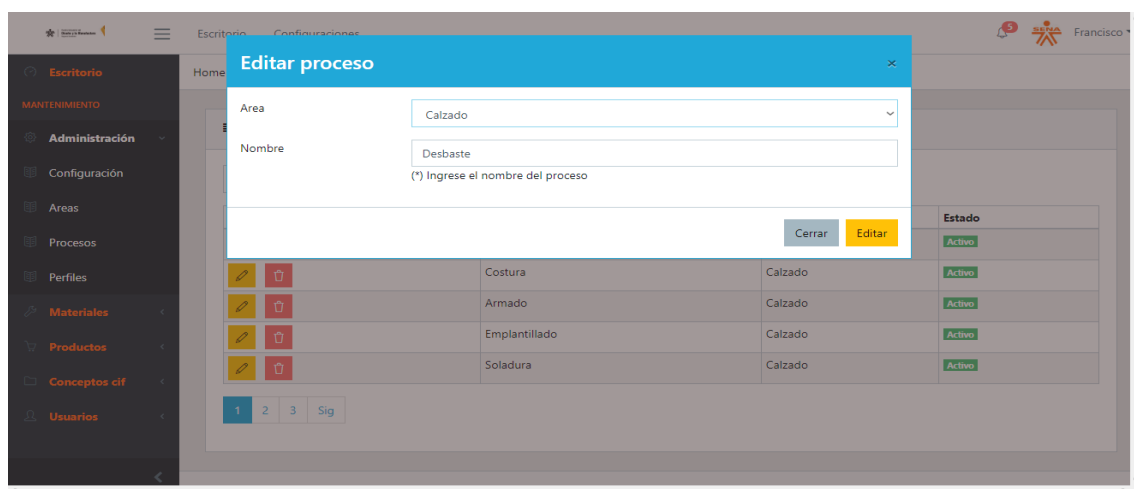 Escritorio Configuraciones
5
SENA
Francisco
Escritorio
Home
MANTENIMIENTO
Administración
Configuración
Areas
Procesos
Perfiles
Materiales
Productos
Conceptos cif
Usuarios
Editar proceso ×
Area Calzado
Nombre Desbaste
(*) Ingrese el nombre del proceso
Cerrar Editar
Estado
Activo
Costura Calzado Activo
Armado Calzado Activo
Emplantillado Calzado Activo
Soladura Calzado Activo
1 2 3 Sig